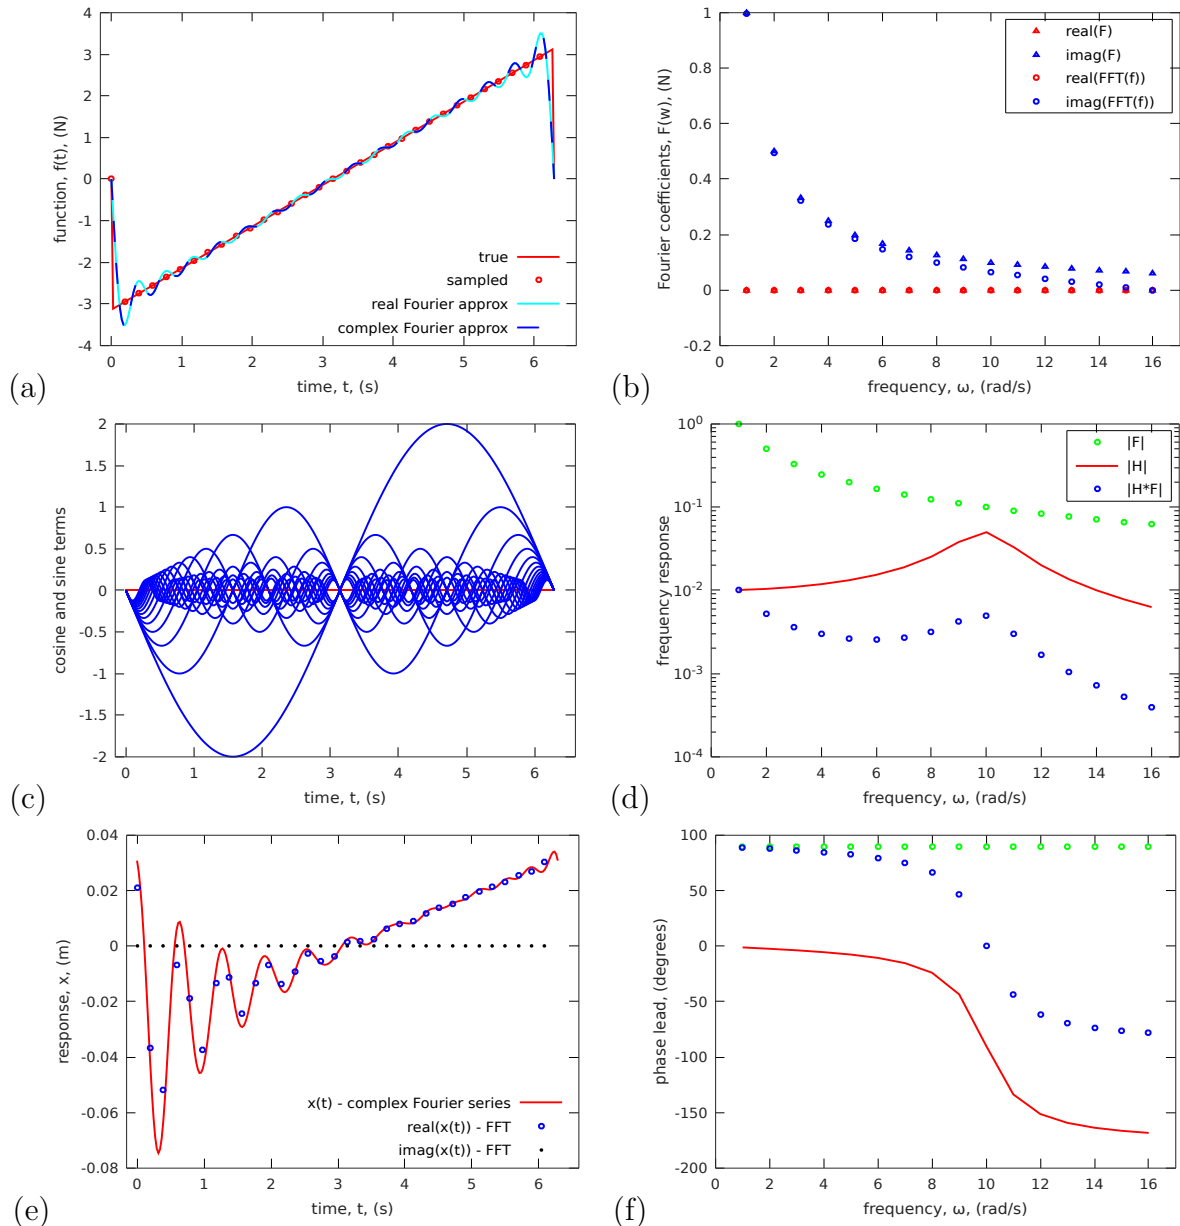 4
3
2
1
0
-1
-2
-3
-4
0 1 2 3 4 5 6
function, f(t), (N)
time, t, (s)
true
sampled
real Fourier approx
complex Fourier approx
(a)
1
0.8
0.6
0.4
0.2
0
-0.2
0 2 4 6 8 10 12 14 16
Fourier coefficients, F(w), (N)
frequency, ω, (rad/s)
real(F)
imag(F)
real(FFT(f))
imag(FFT(f))
(b)
2
1.5
1
0.5
0
-0.5
-1
-1.5
-2
0 1 2 3 4 5 6
cosine and sine terms
time, t, (s)
(c)
10^0
10^-1
10^-2
10^-3
10^-4
0 2 4 6 8 10 12 14 16
frequency response
frequency, ω, (rad/s)
|F|
|H|
|H*F|
(d)
0.04
0.02
0
-0.02
-0.04
-0.06
-0.08
0 1 2 3 4 5 6
response, x, (m)
time, t, (s)
x(t) - complex Fourier series
real(x(t)) - FFT
imag(x(t)) - FFT
(e)
100
50
0
-50
-100
-150
-200
0 2 4 6 8 10 12 14 16
phase lead, (degrees)
frequency, ω, (rad/s)
(f)